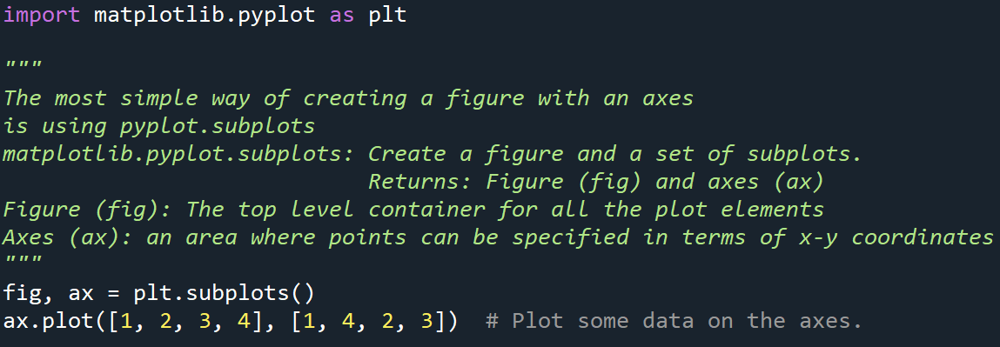 import matplotlib.pyplot as plt
"""
The most simple way of creating a figure with an axes
is using pyplot.subplots
matplotlib.pyplot.subplots: Create a figure and a set of subplots.
Returns: Figure (fig) and axes (ax)
Figure (fig): The top level container for all the plot elements
Axes (ax): an area where points can be specified in terms of x-y coordinates
"""
fig, ax = plt.subplots()
ax.plot([1, 2, 3, 4], [1, 4, 2, 3])  # Plot some data on the axes.